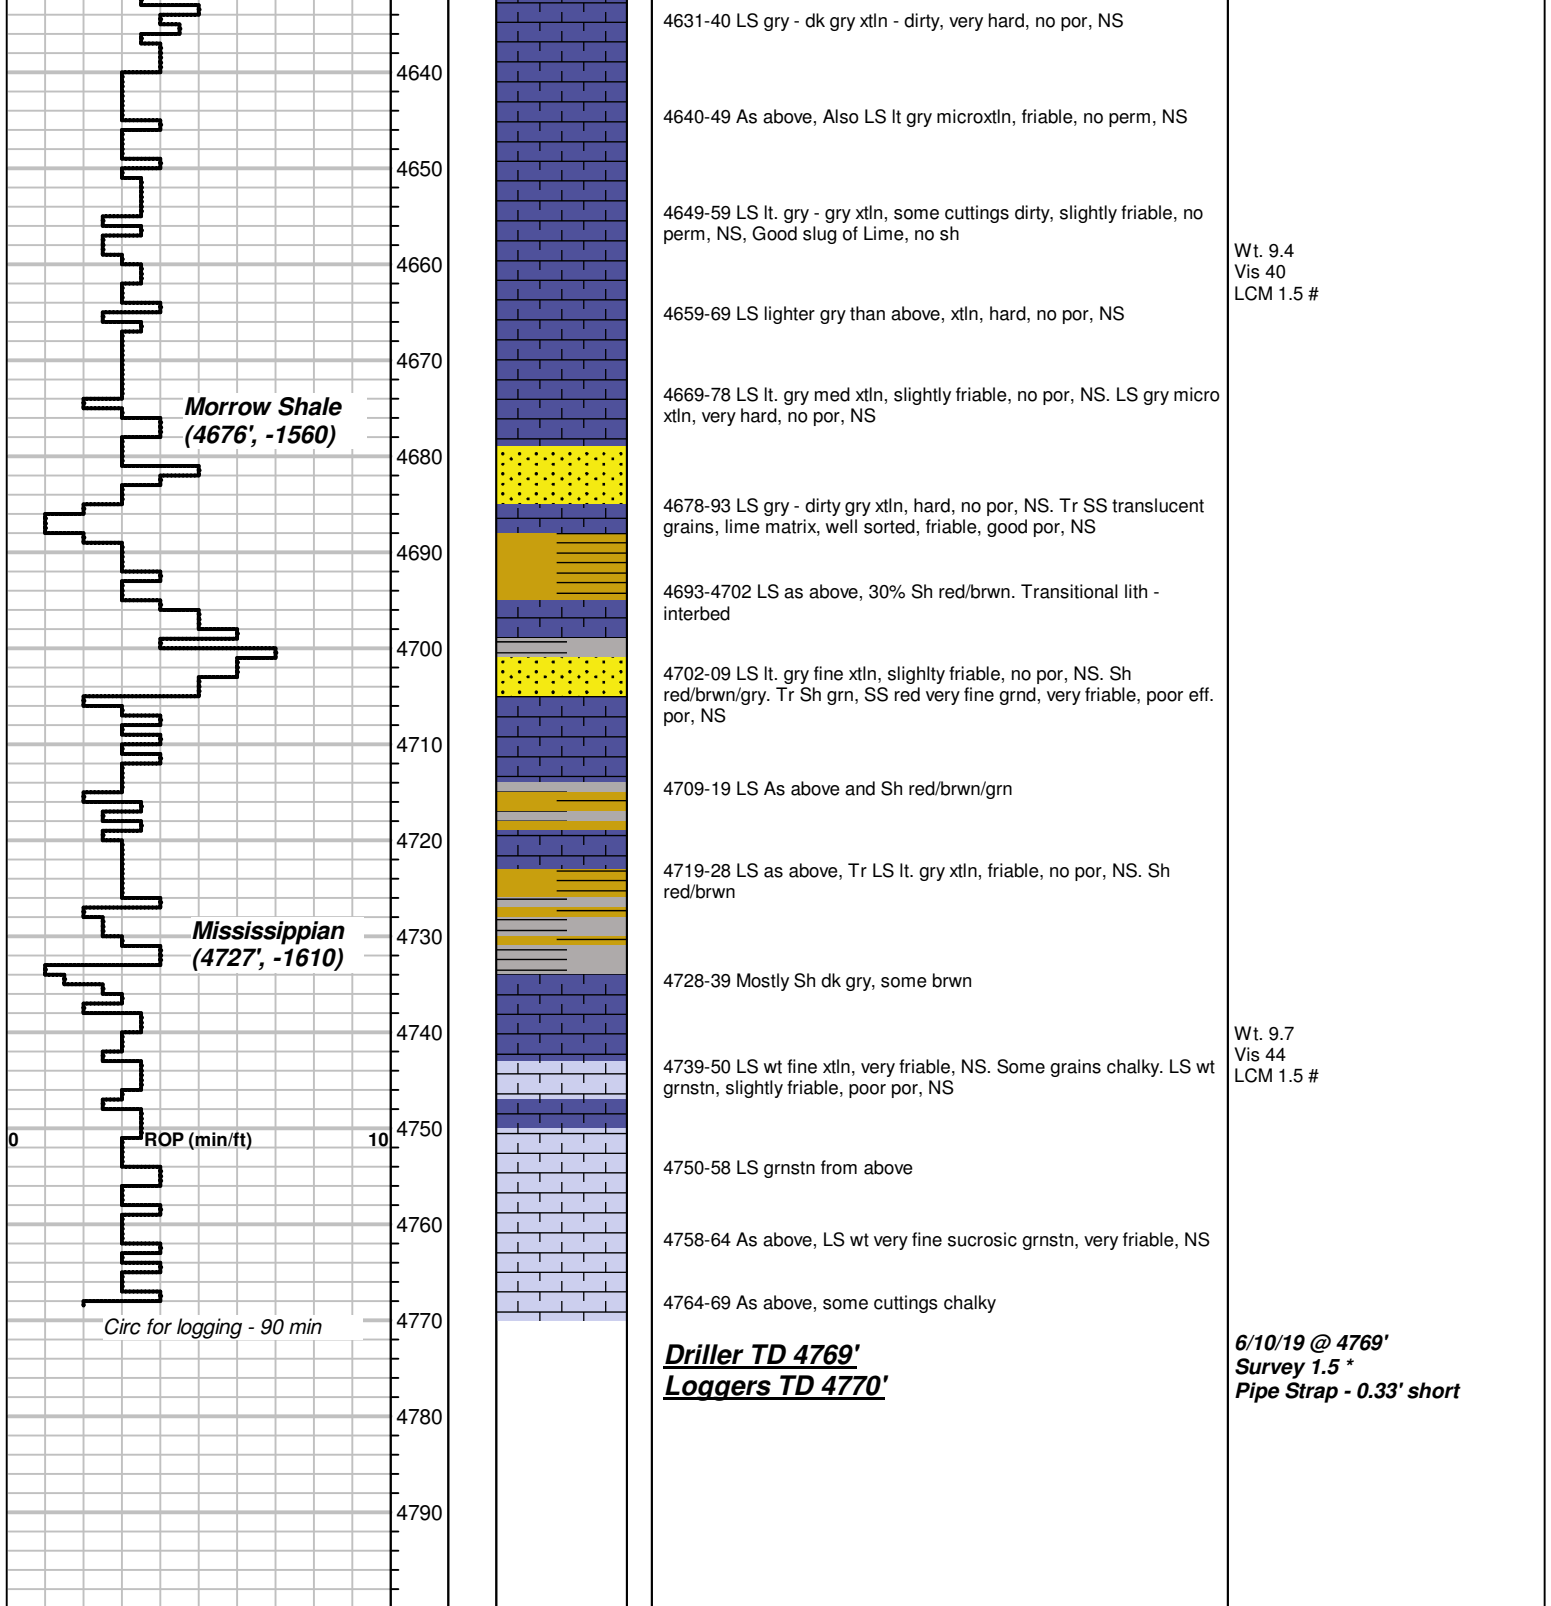 4631-40 LS gry - dk gry xtln - dirty, very hard, no por, NS
4640
4640-49 As above, Also LS lt gry microxtln, friable, no perm, NS
4650
4649-59 LS lt. gry - gry xtln, some cuttings dirty, slightly friable, no
perm, NS, Good slug of Lime, no sh
Wt. 9.4
Vis 40
LCM 1.5 #
4660
4659-69 LS lighter gry than above, xtln, hard, no por, NS
4670
Morrow Shale
(4676', -1560)
4669-78 LS lt. gry med xtln, slightly friable, no por, NS. LS gry micro
xtln, very hard, no por, NS
4680
4678-93 LS gry - dirty gry xtln, hard, no por, NS. Tr SS translucent
grains, lime matrix, well sorted, friable, good por, NS
4690
4693-4702 LS as above, 30% Sh red/brwn. Transitional lith -
interbed
4700
4702-09 LS lt. gry fine xtln, slighlty friable, no por, NS. Sh
red/brwn/gry. Tr Sh grn, SS red very fine grnd, very friable, poor eff.
por, NS
4710
4709-19 LS As above and Sh red/brwn/grn
4720
4719-28 LS as above, Tr LS lt. gry xtln, friable, no por, NS. Sh
red/brwn
Mississippian
(4727', -1610)
4730
4728-39 Mostly Sh dk gry, some brwn
4740
Wt. 9.7
Vis 44
LCM 1.5 #
4739-50 LS wt fine xtln, very friable, NS. Some grains chalky. LS wt
grnstn, slightly friable, poor por, NS
4750
0 ROP (min/ft) 10
4750-58 LS grnstn from above
4760
4758-64 As above, LS wt very fine sucrosic grnstn, very friable, NS
4764-69 As above, some cuttings chalky
4770
Circ for logging - 90 min
Driller TD 4769'
Loggers TD 4770'
6/10/19 @ 4769'
Survey 1.5 *
Pipe Strap - 0.33' short
4780
4790